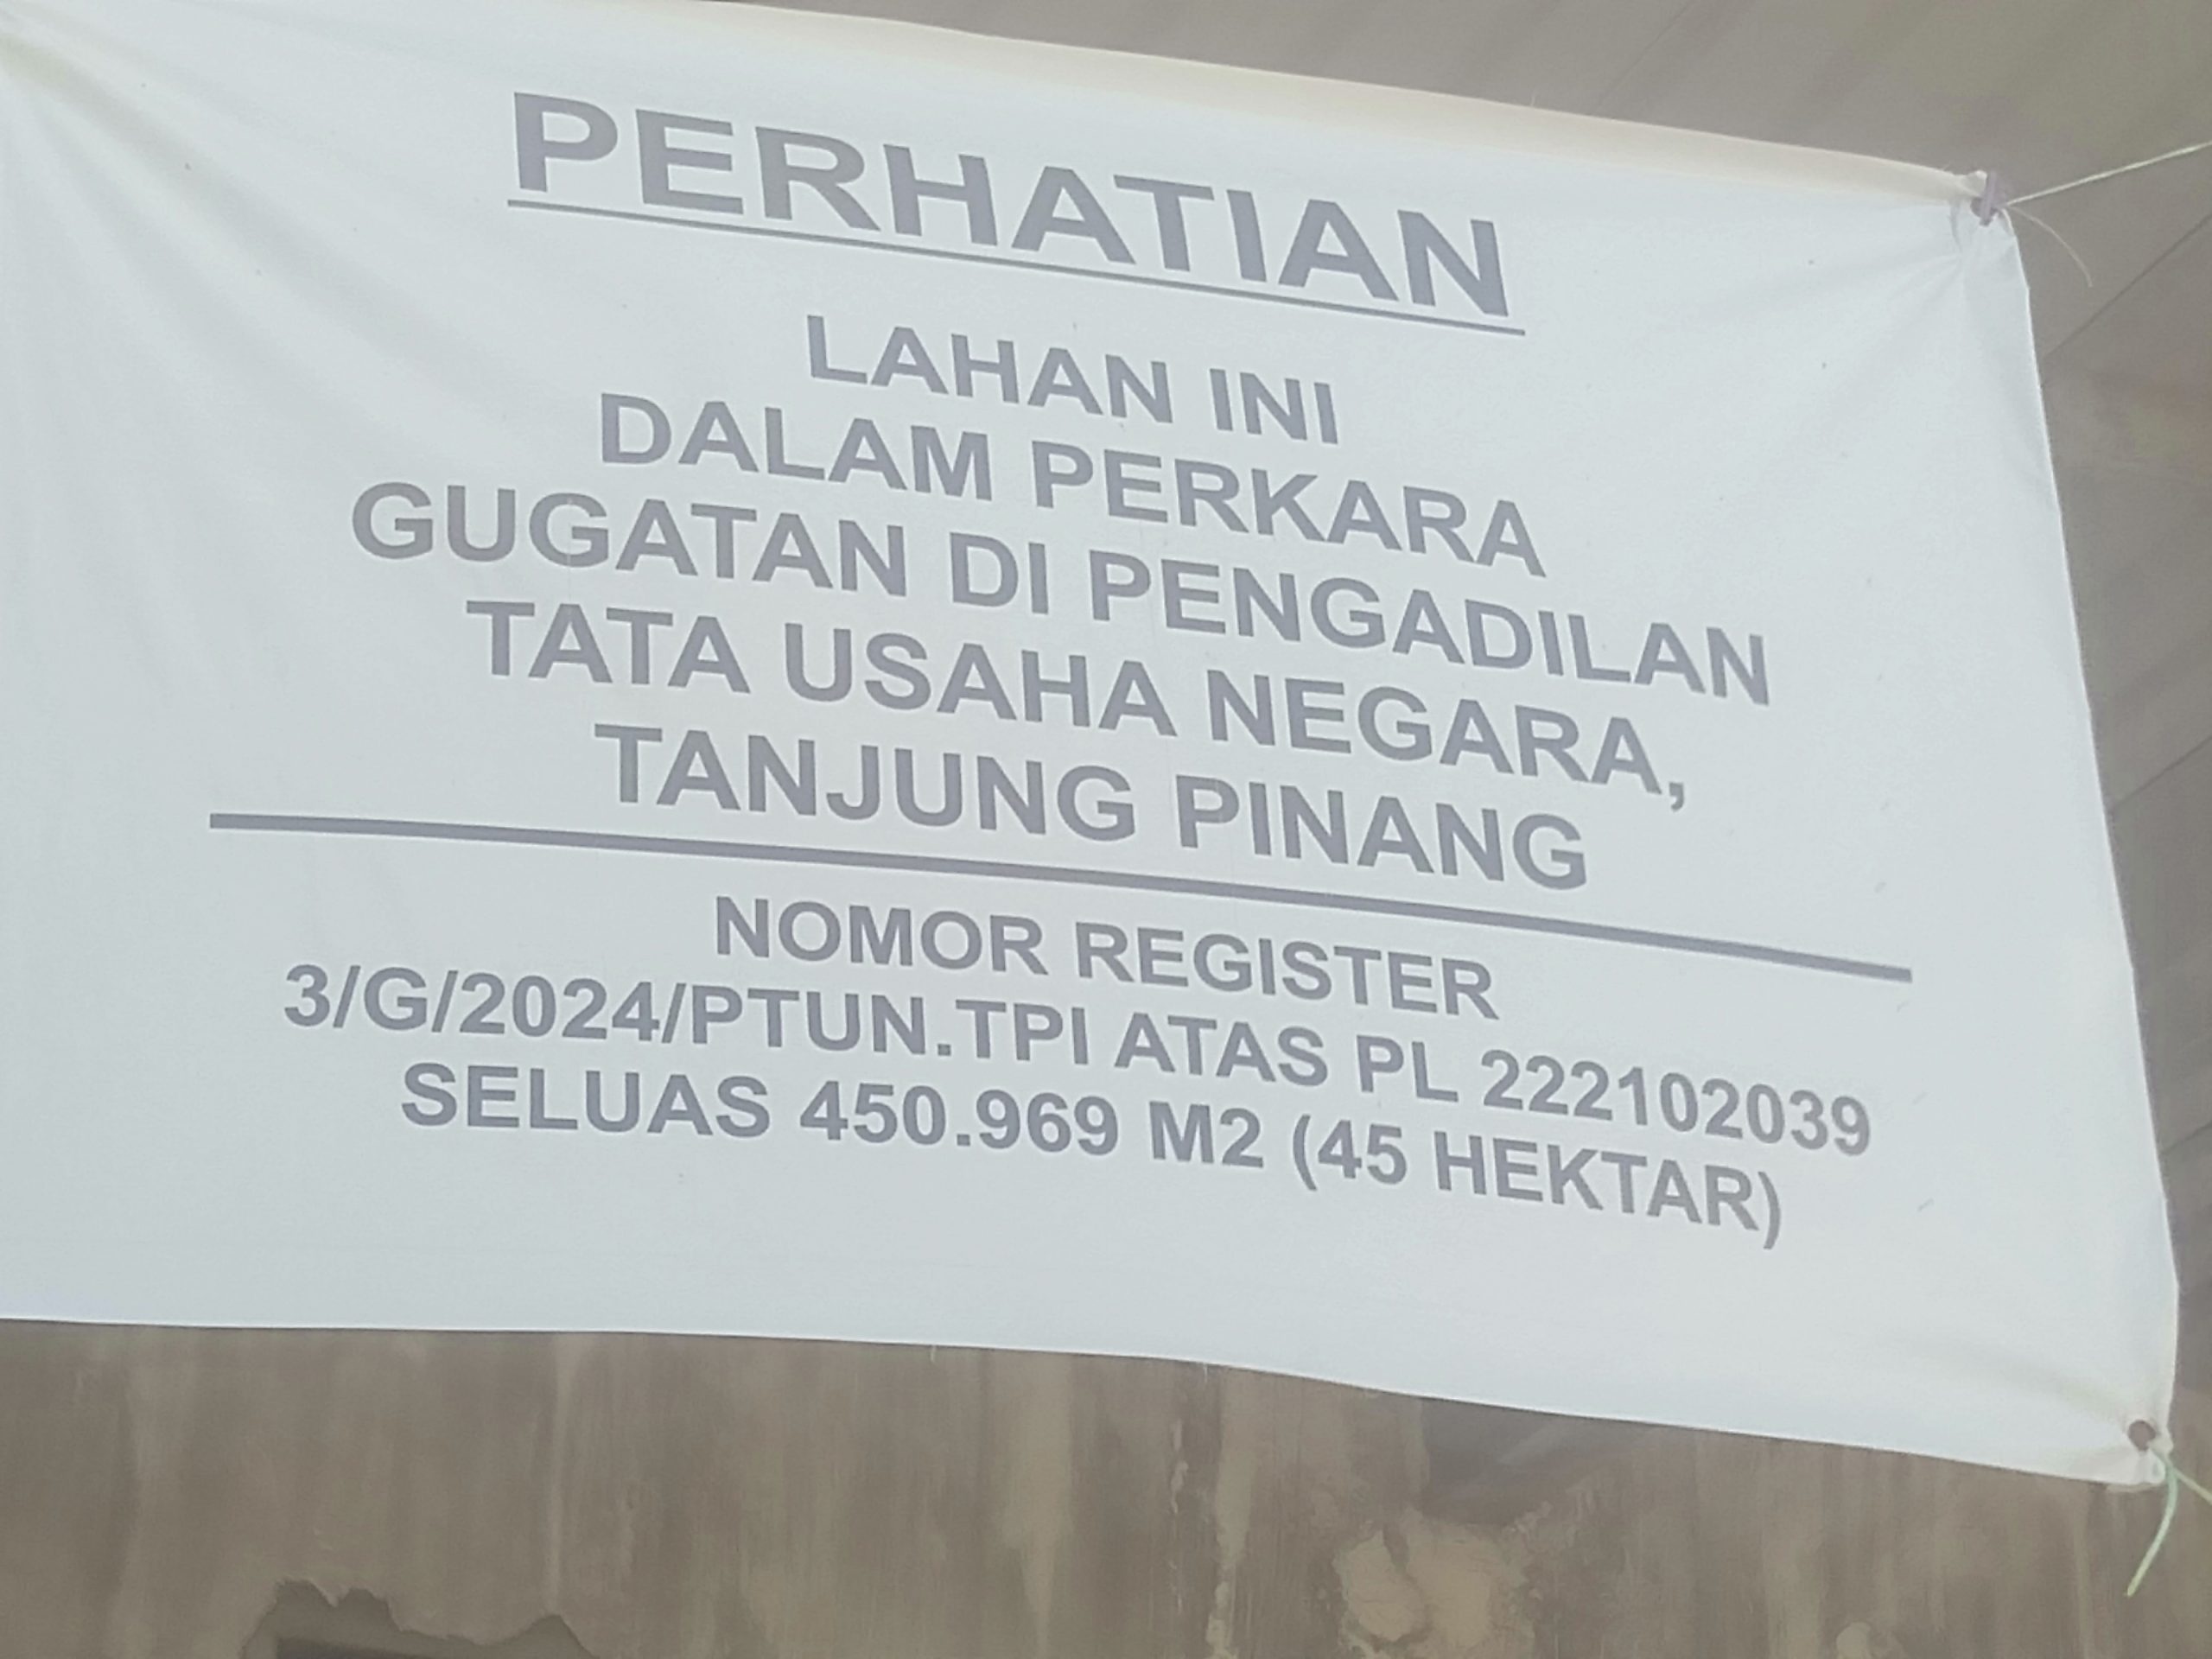 PERHATIAN
LAHAN INI
DALAM PERKARA
GUGATAN DI PENGADILAN
TATA USAHA NEGARA,
TANJUNG PINANG
NOMOR REGISTER
3/G/2024/PTUN.TPI ATAS PL 222102039
SELUAS 450.969 M2 (45 HEKTAR)